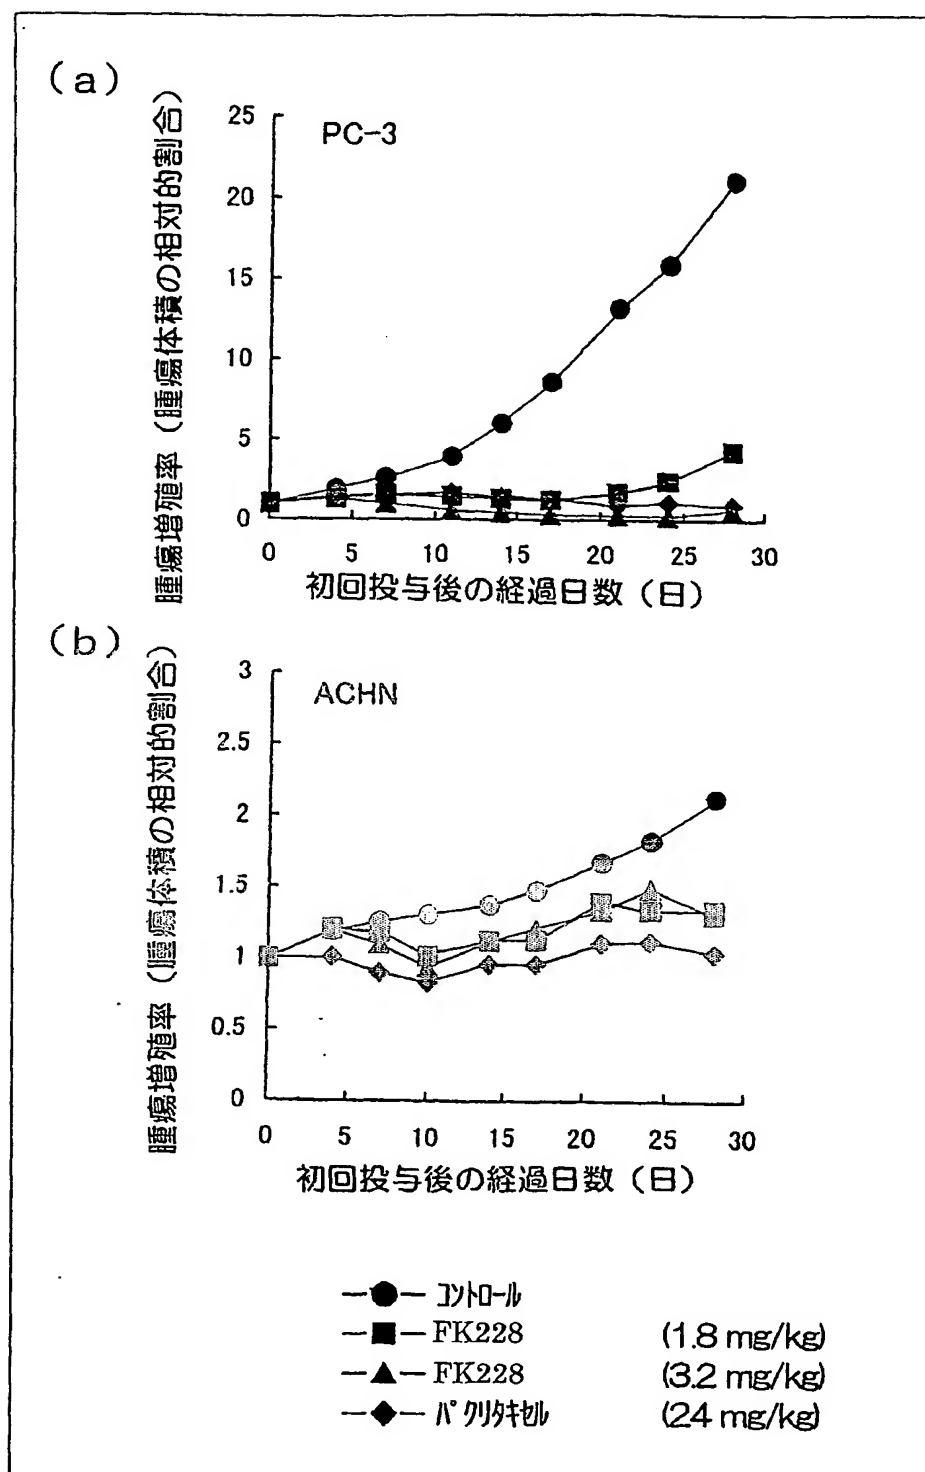 (a)
腫瘍増殖率（腫瘍体積の相対的割合）
PC-3
25
20
15
10
5
0
0 5 10 15 20 25 30
初回投与後の経過日数（日）
(b)
腫瘍増殖率（腫瘍体積の相対的割合）
ACHN
3
2.5
2
1.5
1
0.5
0
0 5 10 15 20 25 30
初回投与後の経過日数（日）
コントロール
FK228 (1.8 mg/kg)
FK228 (3.2 mg/kg)
パクリタキセル (24 mg/kg)